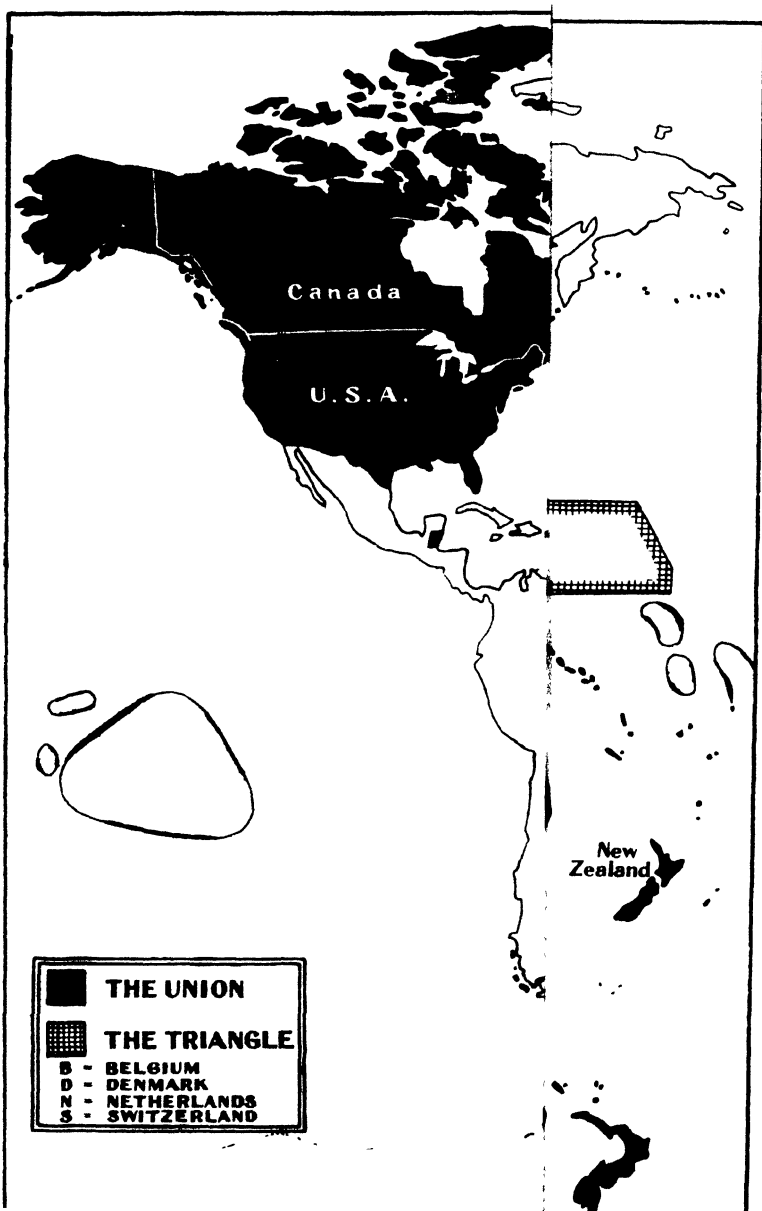 Canada
U.S.A.
New
Zealand
THE UNION
THE TRIANGLE
B - BELGIUM
D - DENMARK
N - NETHERLANDS
S - SWITZERLAND